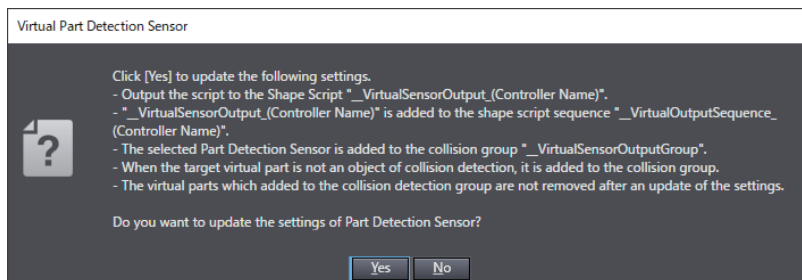 Virtual Part Detection Sensor
Click [Yes] to update the following settings.
- Output the script to the Shape Script "__VirtualSensorOutput_(Controller Name)".
- "__VirtualSensorOutput_(Controller Name)" is added to the shape script sequence "__VirtualOutputSequence_
(Controller Name)".
- The selected Part Detection Sensor is added to the collision group "__VirtualSensorOutputGroup".
- When the target virtual part is not an object of collision detection, it is added to the collision group.
- The virtual parts which added to the collision detection group are not removed after an update of the settings.
Do you want to update the settings of Part Detection Sensor?
Yes No